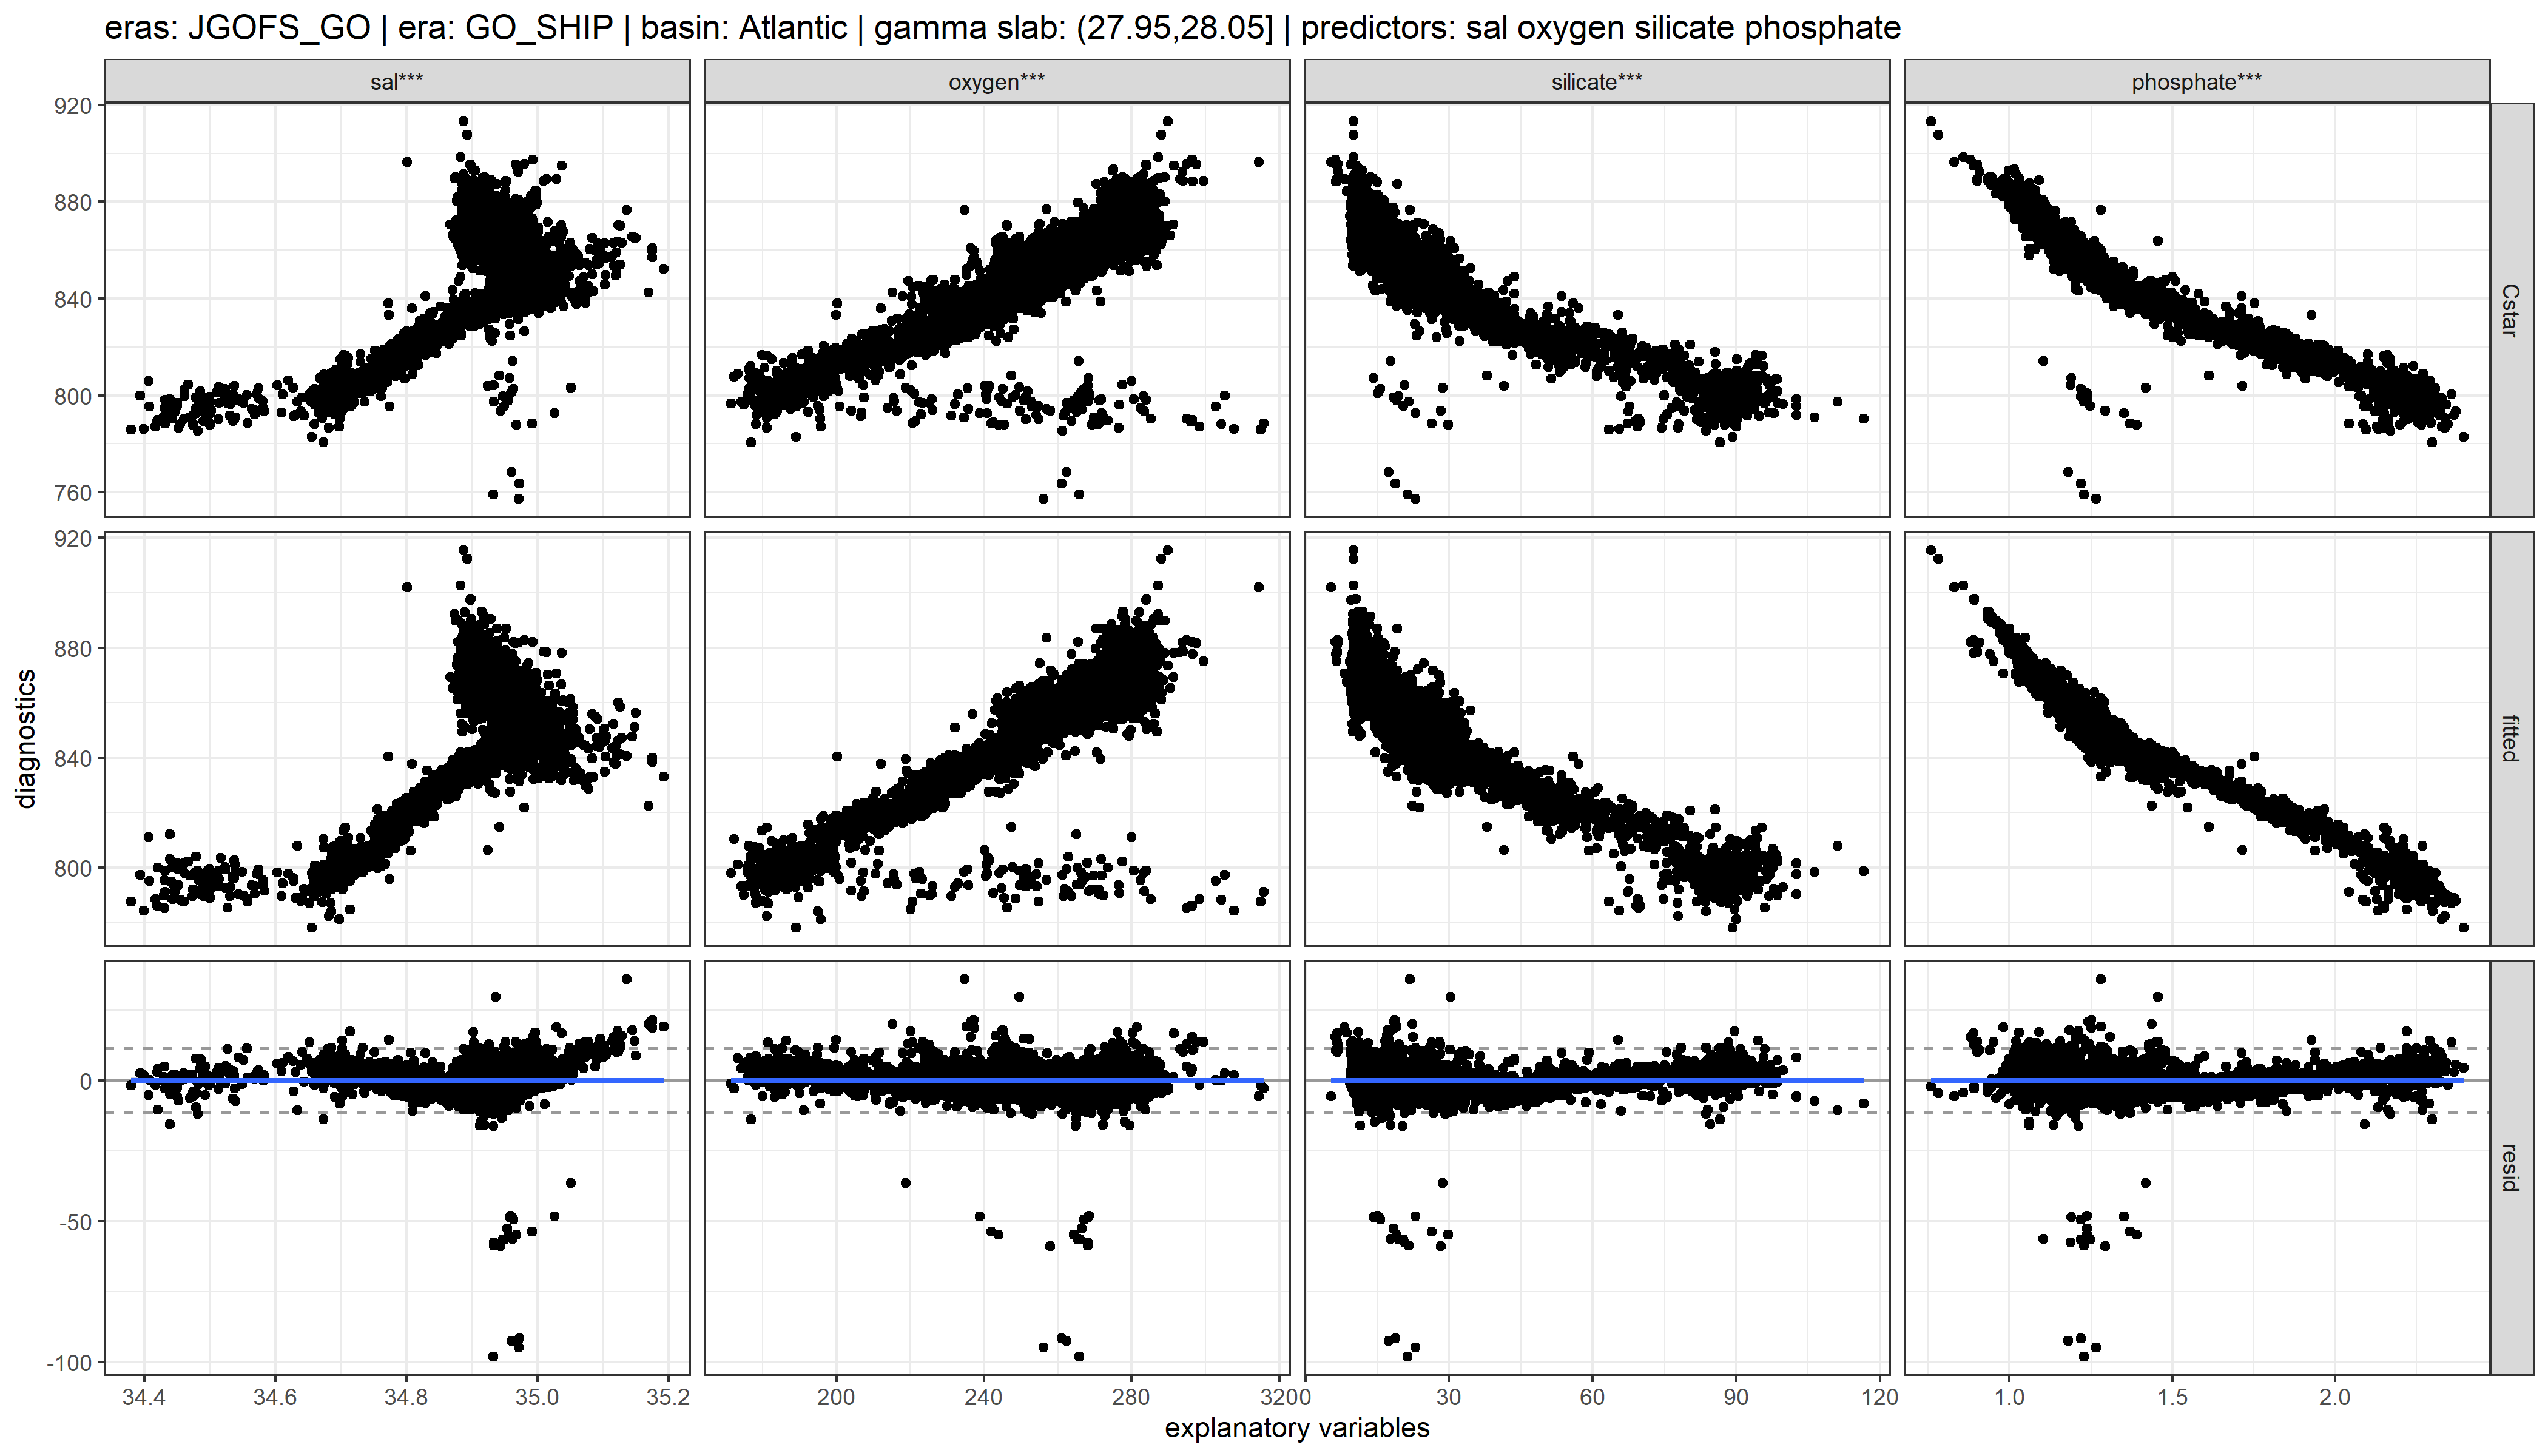 eras: JGOFS_GO | era: GO_SHIP | basin: Atlantic | gamma slab: (27.95,28.05] | predictors: sal oxygen silicate phosphate
sal*** oxygen*** silicate*** phosphate***
920
880
840
800
760
Cstar
920
880
840
800
fitted
diagnostics
0
-50
-100
resid
34.4 34.6 34.8 35.0 35.2 200 240 280 320 0 30 60 90 120 1.0 1.5 2.0
explanatory variables